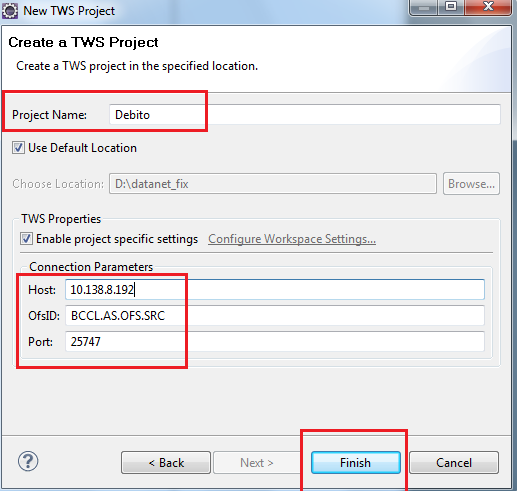 New TWS Project
Create a TWS Project
Create a TWS project in the specified location.
Project Name: Debito
Use Default Location
Choose Location: D:\datanet_fix Browse...
TWS Properties
Enable project specific settings Configure Workspace Settings...
Connection Parameters
Host: 10.138.8.192
OfsID: BCCL.AS.OFS.SRC
Port: 25747
? < Back Next > Finish Cancel